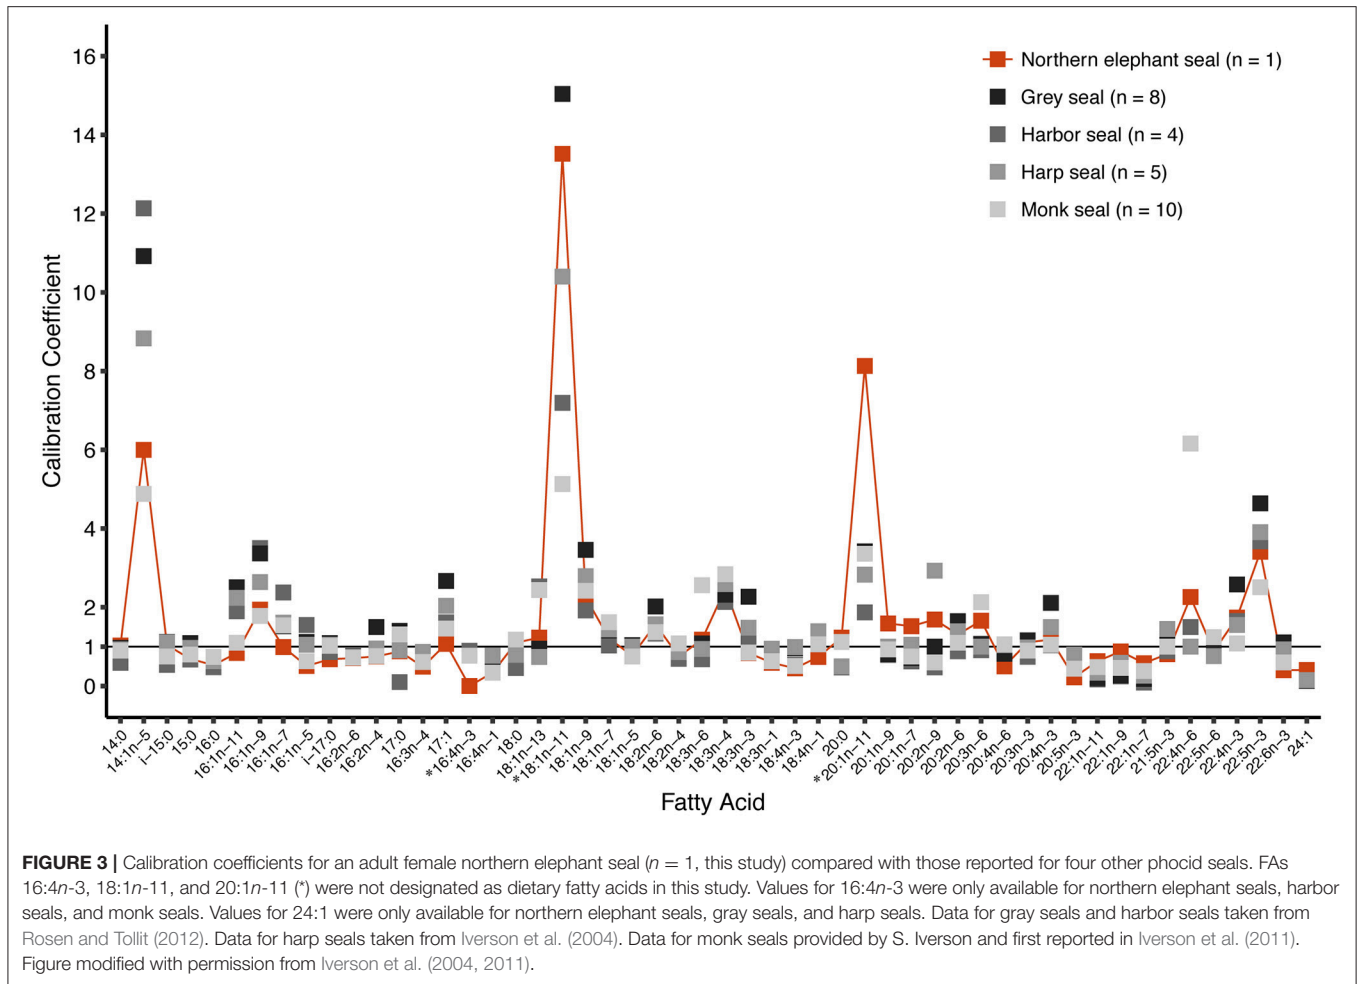 16
14
12
10
8
6
4
2
1
0
Calibration Coefficient
Northern elephant seal (n = 1)
Grey seal (n = 8)
Harbor seal (n = 4)
Harp seal (n = 5)
Monk seal (n = 10)
14:0
14:1n−5
i−15:0
15:0
16:0
16:1n−11
16:1n−9
16:1n−7
16:1n−5
i−17:0
16:2n−6
16:2n−4
17:0
16:3n−4
17:1
*16:4n−3
16:4n−1
18:0
18:1n−13
*18:1n−11
18:1n−9
18:1n−7
18:1n−5
18:2n−6
18:2n−4
18:3n−6
18:3n−4
18:3n−3
18:3n−1
18:4n−3
18:4n−1
20:0
*20:1n−11
20:1n−9
20:1n−7
20:2n−9
20:2n−6
20:3n−6
20:4n−6
20:3n−3
20:4n−3
20:5n−3
22:1n−11
22:1n−9
22:1n−7
21:5n−3
22:4n−6
22:5n−6
22:4n−3
22:5n−3
22:6n−3
24:1
Fatty Acid
FIGURE 3 | Calibration coefficients for an adult female northern elephant seal (n = 1, this study) compared with those reported for four other phocid seals. FAs
16:4n-3, 18:1n-11, and 20:1n-11 (*) were not designated as dietary fatty acids in this study. Values for 16:4n-3 were only available for northern elephant seals, harbor
seals, and monk seals. Values for 24:1 were only available for northern elephant seals, gray seals, and harp seals. Data for gray seals and harbor seals taken from
Rosen and Tollit (2012). Data for harp seals taken from Iverson et al. (2004). Data for monk seals provided by S. Iverson and first reported in Iverson et al. (2011).
Figure modified with permission from Iverson et al. (2004, 2011).